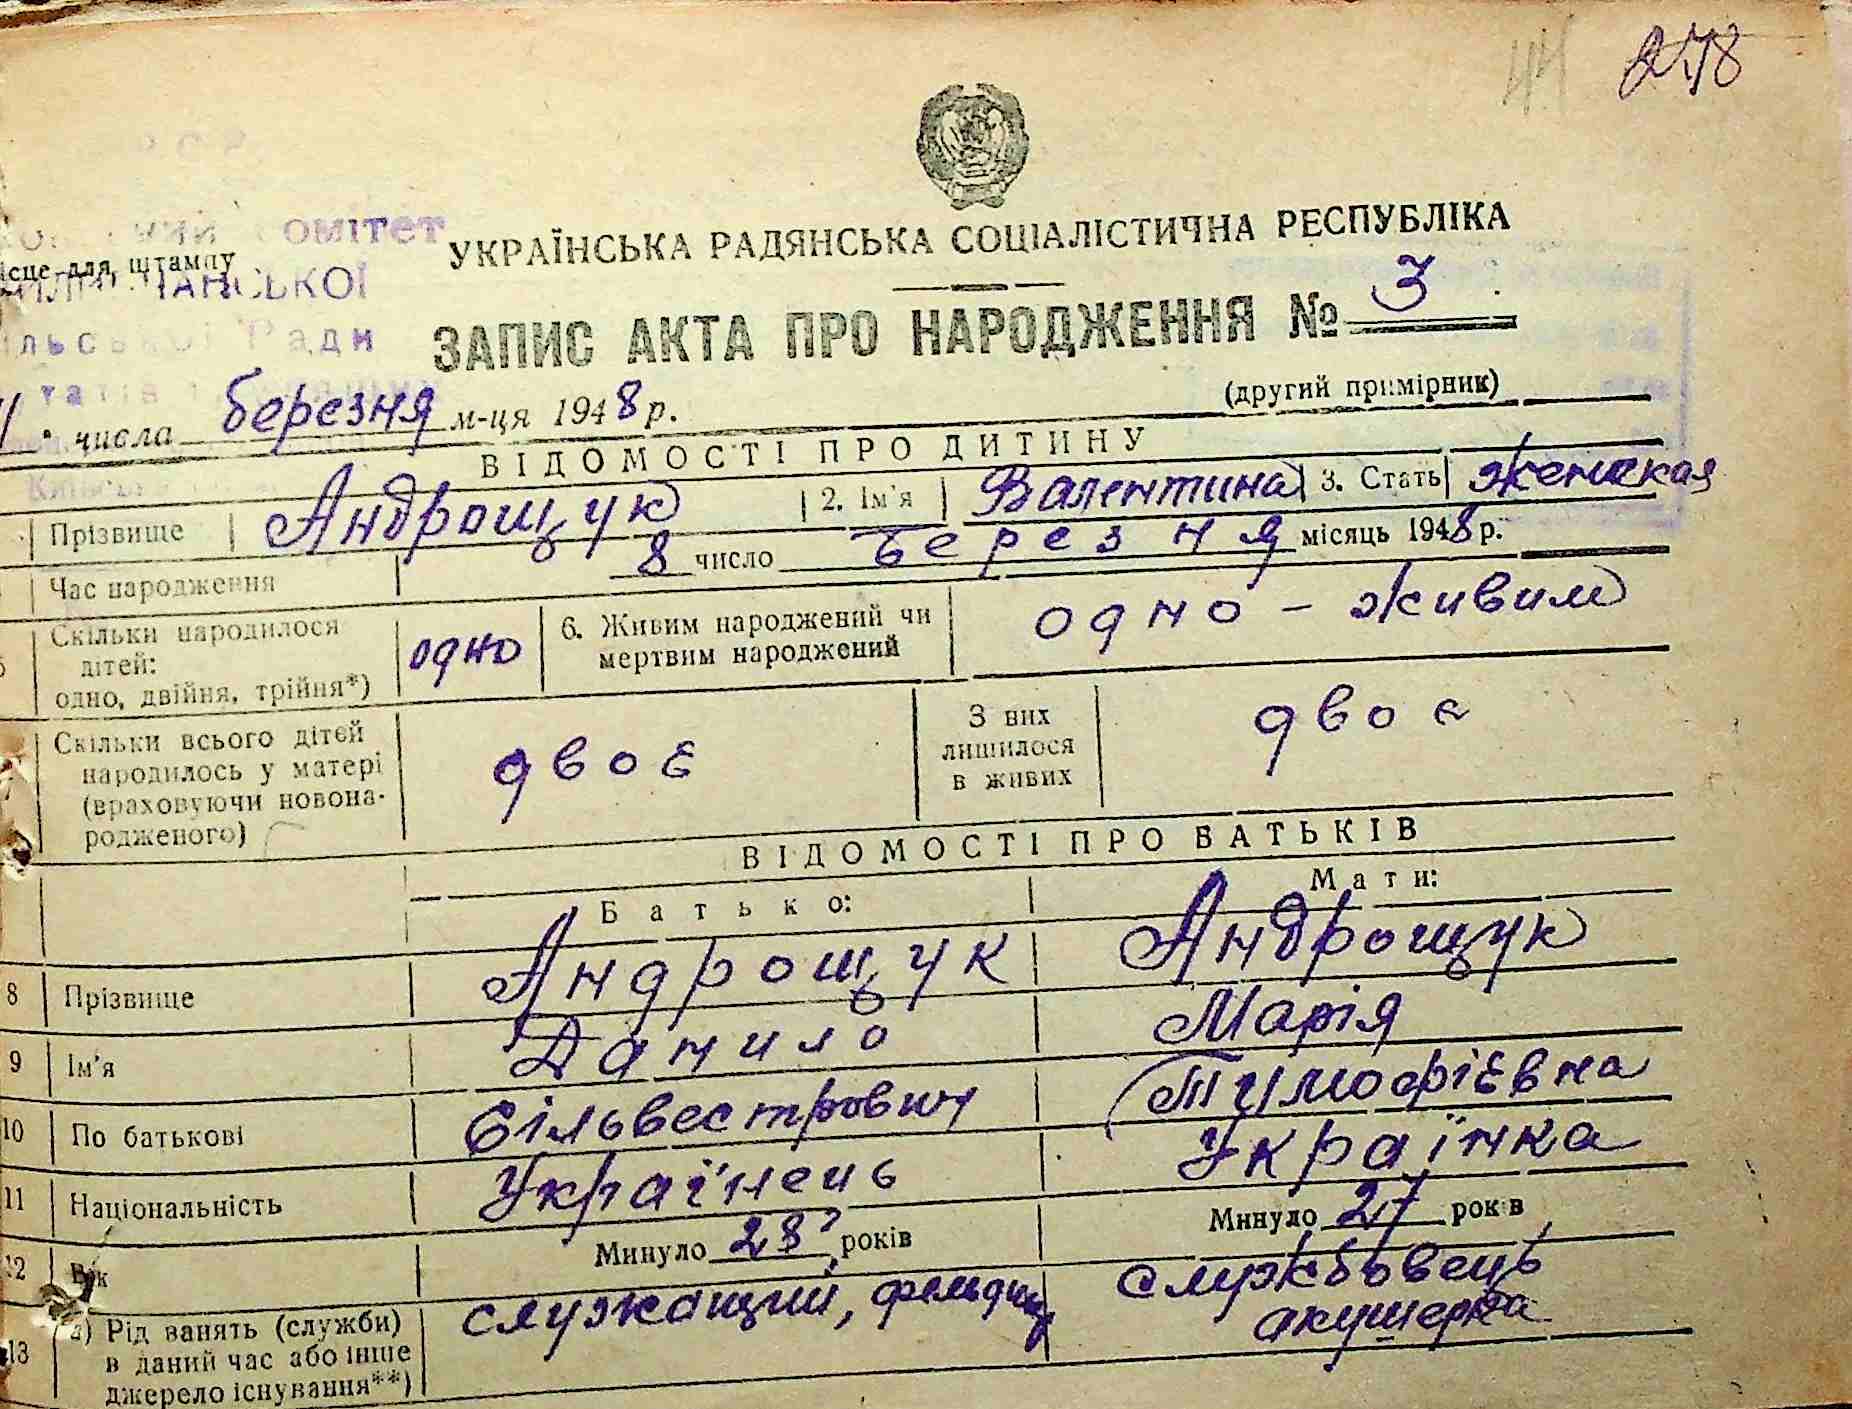 278
УКРАЇНСЬКА РАДЯНСЬКА СОЦІАЛІСТИЧНА РЕСПУБЛІКА
Комітет
ісце для штампу
ЗАПИС АКТА ПРО НАРОДЖЕННЯ № 3
(другий примірник)
числа березня м-ця 1948 р.
ВІДОМОСТІ ПРО ДИТИНУ
Прізвище Андрощук 2. Ім'я Валентина 3. Стать женская
Час народження 8 число березня місяць 1948 р.
Скільки народилося дітей: одно, двійня, трійня*) одно 6. Живим народжений чи мертвим народжений одно - живим
Скільки всього дітей народилось у матері (враховуючи новонародженого) двоє З них лишилося в живих двоє
ВІДОМОСТІ ПРО БАТЬКІВ
Батько: Мати:
8 Прізвище Андрощук Андрощук
9 Ім'я Данило Марія
10 По батькові Сільвестрович Тимофієвна
11 Національність Українець Українка
12 Вік Минуло 28 років Минуло 27 років
13 а) Рід занять (служби) в даний час або інше джерело існування**) служащий, фельдшер службовець акушерка